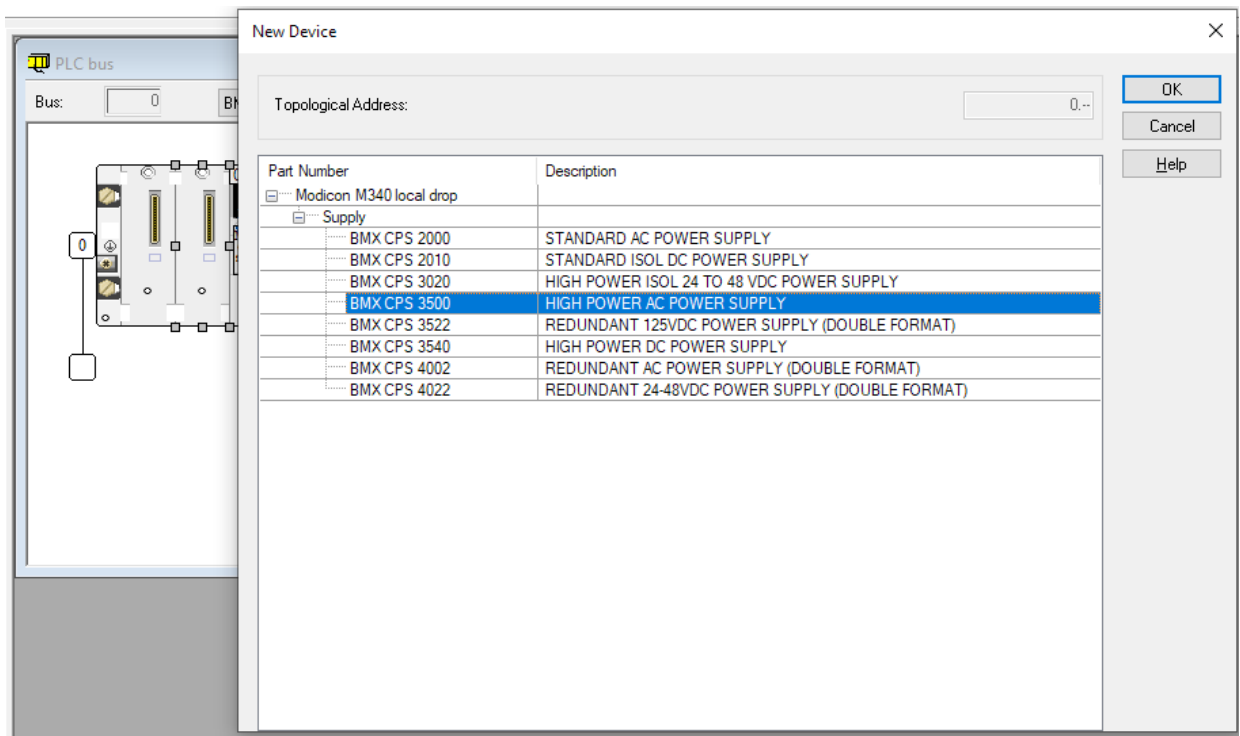 New Device
PLC bus
Bus: 0 BM
Topological Address: 0.--
OK
Cancel
Help
Part Number Description
Modicon M340 local drop
Supply
BMX CPS 2000 STANDARD AC POWER SUPPLY
BMX CPS 2010 STANDARD ISOL DC POWER SUPPLY
BMX CPS 3020 HIGH POWER ISOL 24 TO 48 VDC POWER SUPPLY
BMX CPS 3500 HIGH POWER AC POWER SUPPLY
BMX CPS 3522 REDUNDANT 125VDC POWER SUPPLY (DOUBLE FORMAT)
BMX CPS 3540 HIGH POWER DC POWER SUPPLY
BMX CPS 4002 REDUNDANT AC POWER SUPPLY (DOUBLE FORMAT)
BMX CPS 4022 REDUNDANT 24-48VDC POWER SUPPLY (DOUBLE FORMAT)
0